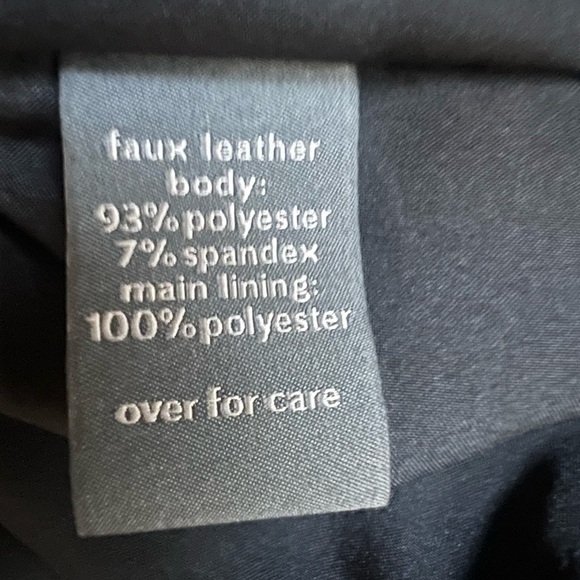 faux leather
body:
93% polyester
7% spandex
main lining:
100% polyester
over for care